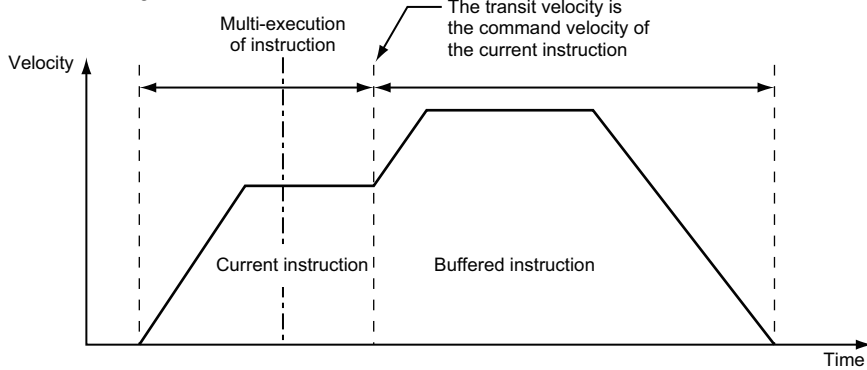 The transit velocity is
the command velocity of
the current instruction
Multi-execution
of instruction
Velocity
Current instruction
Buffered instruction
Time